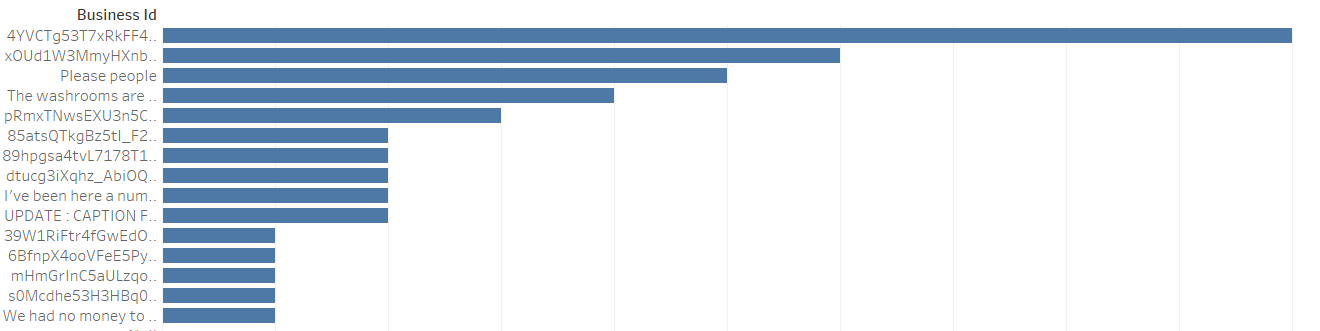 Business Id
4YVCTg53T7xRkFF4..
xOUd1W3MmyHXnb..
Please people
The washrooms are ..
pRmxTNwsEXU3n5C..
85atsQTkgBz5tI_F2..
89hpgsa4tvL7178T1..
dtucg3iXqhz_AbiOQ..
I've been here a num..
UPDATE : CAPTION F..
39W1RiFtr4fGwEdO..
6BfnpX4ooVFeE5Py..
mHmGrInC5aULzqo..
s0Mcdhe53H3HBq0..
We had no money to ..